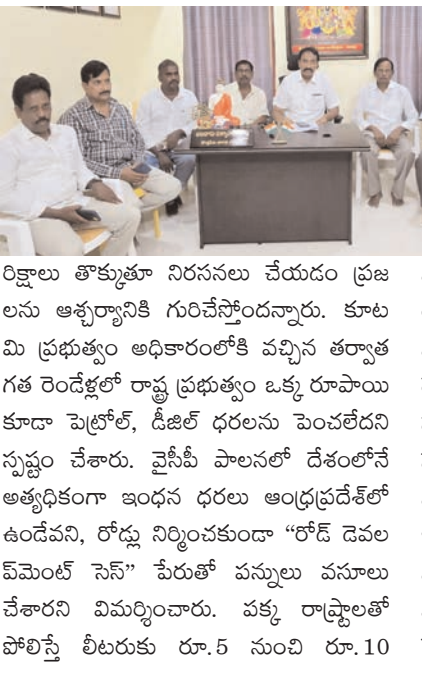 రిక్షాలు తొక్కుతూ నిరసనలు చేయడం ప్రజ
లను ఆశ్చర్యానికి గురిచేస్తోందన్నారు. కూట
మి ప్రభుత్వం అధికారంలోకి వచ్చిన తర్వాత
గత రెండేళ్లలో రాష్ట్ర ప్రభుత్వం ఒక్క రూపాయి
కూడా పెట్రోల్, డీజిల్ ధరలను పెంచలేదని
స్పష్టం చేశారు. వైసీపీ పాలనలో దేశంలోనే
అత్యధికంగా ఇంధన ధరలు ఆంధ్రప్రదేశ్‌లో
ఉండేవని, రోడ్లు నిర్మించకుండా “రోడ్ డెవల
ప్‌మెంట్ సెస్” పేరుతో పన్నులు వసూలు
చేశారని విమర్శించారు. పక్క రాష్ట్రాలతో
పోలిస్తే లీటరుకు రూ.5 నుంచి రూ.10